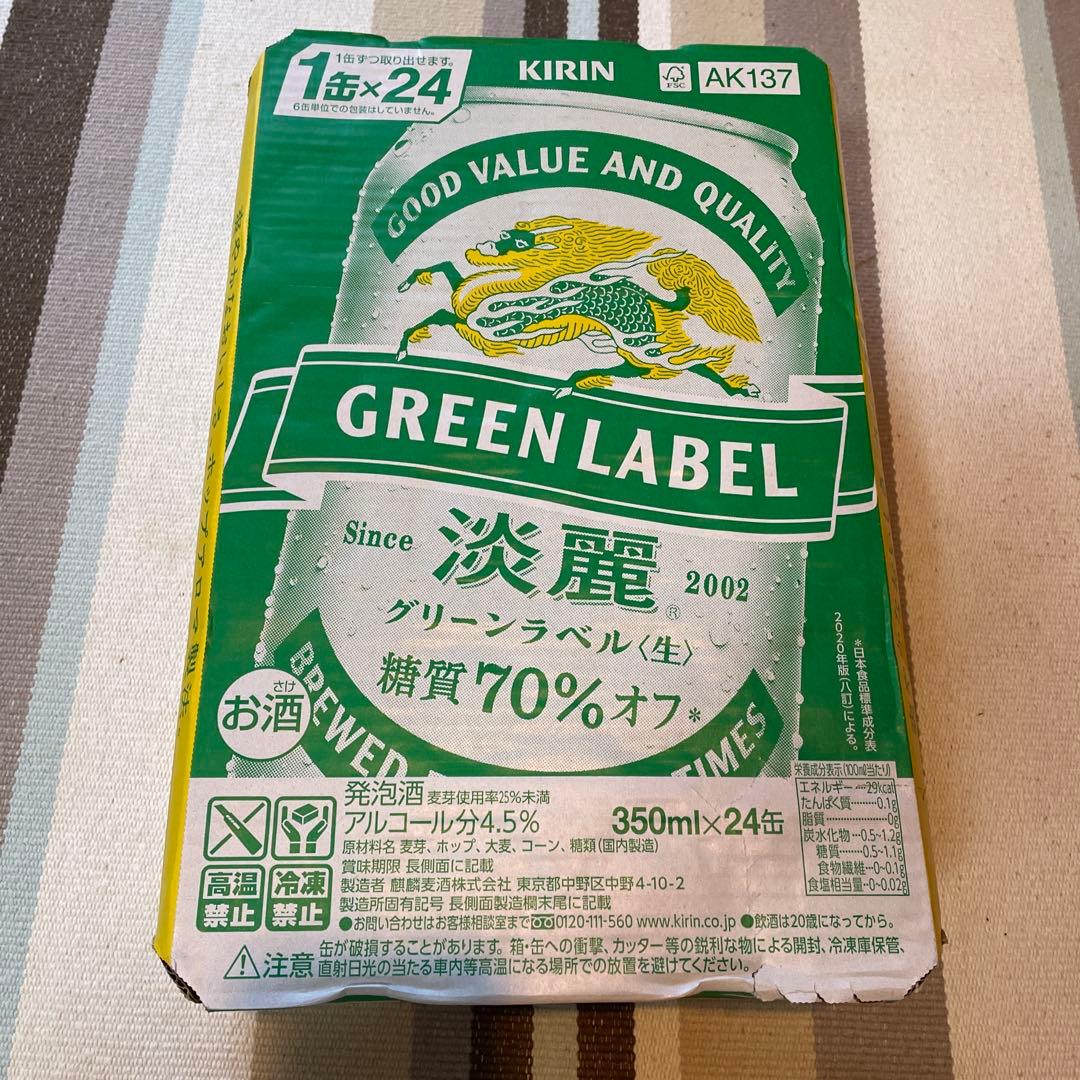 1缶ずつ取り出せます。
1缶×24
6缶単位での包装はしていません。
KIRIN
FSC
AK137
GOOD VALUE AND QUALITY
GREEN LABEL
Since 淡麗® 2002
グリーンラベル〈生〉
糖質70%オフ*
*日本食品標準成分表
2020年版(八訂)による。
さけ
お酒
BREWED
TIMES
発泡酒 麦芽使用率25%未満
アルコール分4.5%
350ml×24缶
原材料名 麦芽、ホップ、大麦、コーン、糖類(国内製造)
賞味期限 長側面に記載
製造者 麒麟麦酒株式会社 東京都中野区中野4-10-2
製造所固有記号 長側面製造欄末尾に記載
●お問い合わせはお客様相談室まで 0120-111-560 www.kirin.co.jp ●飲酒は20歳になってから。
栄養成分表示(100ml当たり)
エネルギー…29kcal
たんぱく質………0.1g
脂質………………0g
炭水化物…0.5~1.2g
糖質………0.5~1.1g
食物繊維…0~0.1g
食塩相当量…0~0.02g
高温禁止
冷凍禁止
注意
缶が破損することがあります。箱・缶への衝撃、カッター等の鋭利な物による開封、冷凍庫保管、
直射日光の当たる車内等高温になる場所での放置を避けてください。